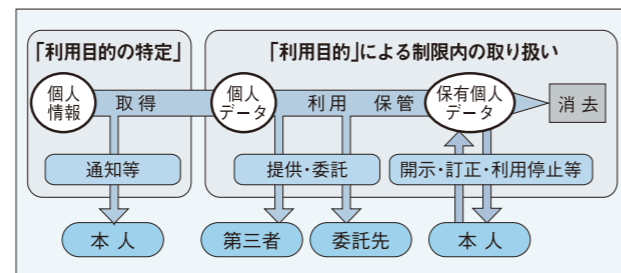 「利用目的の特定」
「利用目的」による制限内の取り扱い
個人
情報
取得
個人
データ
利用
保管
保有個人
データ
消去
通知等
提供・委託
開示・訂正・利用停止等
本人
第三者
委託先
本人